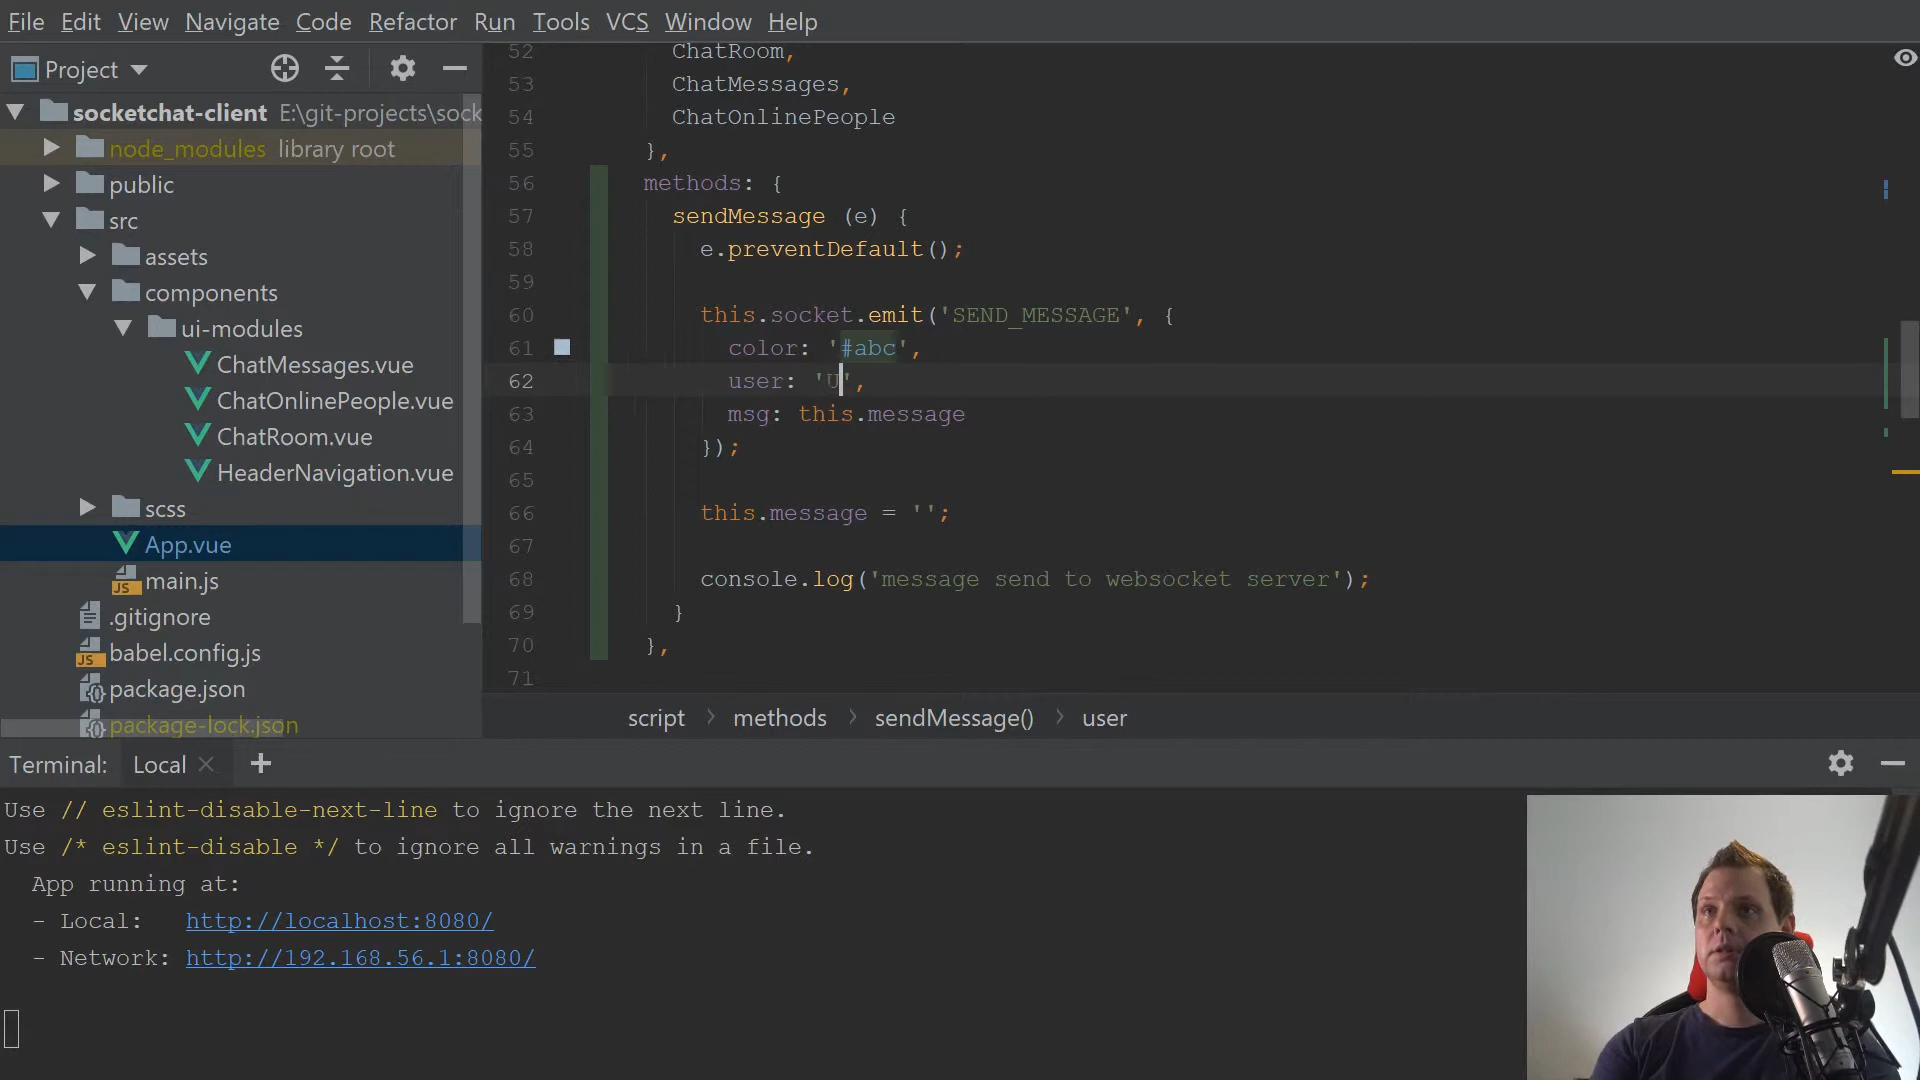 File Edit View Navigate Code Refactor Run Tools VCS Window Help
Project
socketchat-client E:\git-projects\sock
node_modules library root
public
src
assets
components
ui-modules
ChatMessages.vue
ChatOnlinePeople.vue
ChatRoom.vue
HeaderNavigation.vue
scss
App.vue
JS main.js
.gitignore
JS babel.config.js
package.json
package-lock.json
52 ChatRoom,
53 ChatMessages,
54 ChatOnlinePeople
55 },
56 methods: {
57 sendMessage (e) {
58 e.preventDefault();
59
60 this.socket.emit('SEND_MESSAGE', {
61 color: '#abc',
62 user: 'U',
63 msg: this.message
64 });
65
66 this.message = '';
67
68 console.log('message send to websocket server');
69 }
70 },
71
script > methods > sendMessage() > user
Terminal: Local × +
Use // eslint-disable-next-line to ignore the next line.
Use /* eslint-disable */ to ignore all warnings in a file.
App running at:
- Local: http://localhost:8080/
- Network: http://192.168.56.1:8080/